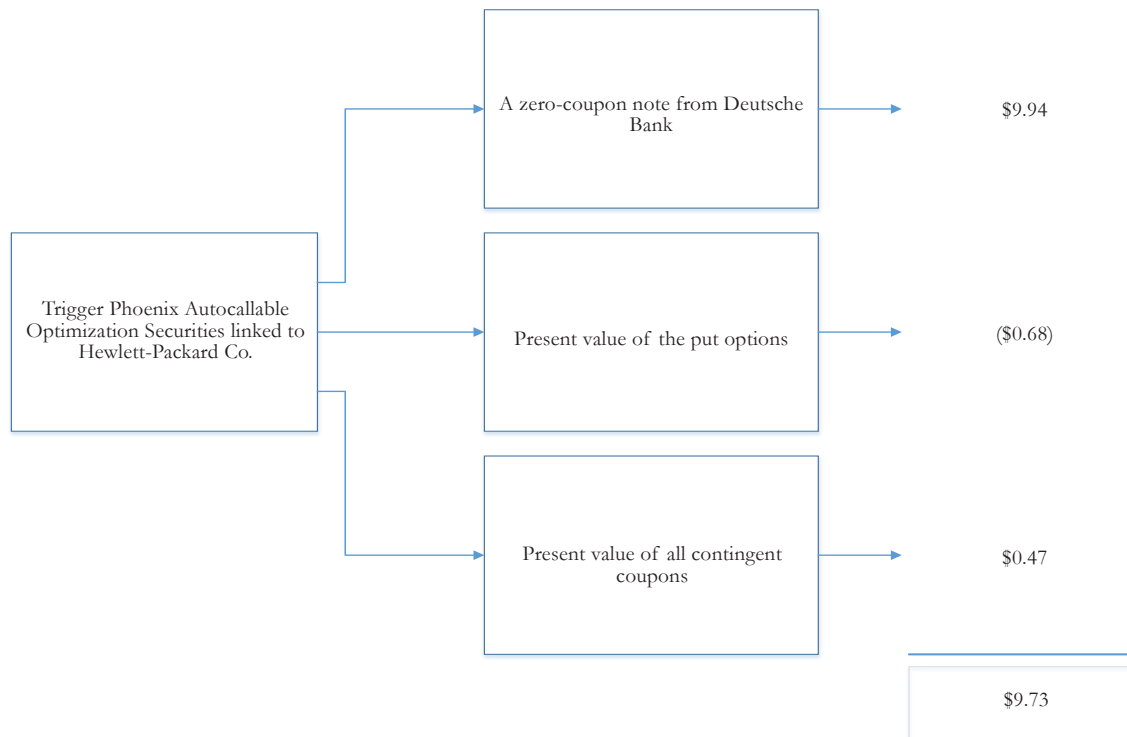 A zero-coupon note from Deutsche
Bank
$9.94
Trigger Phoenix Autocallable
Optimization Securities linked to
Hewlett-Packard Co.
Present value of the put options
($0.68)
Present value of all contingent
coupons
$0.47
$9.73